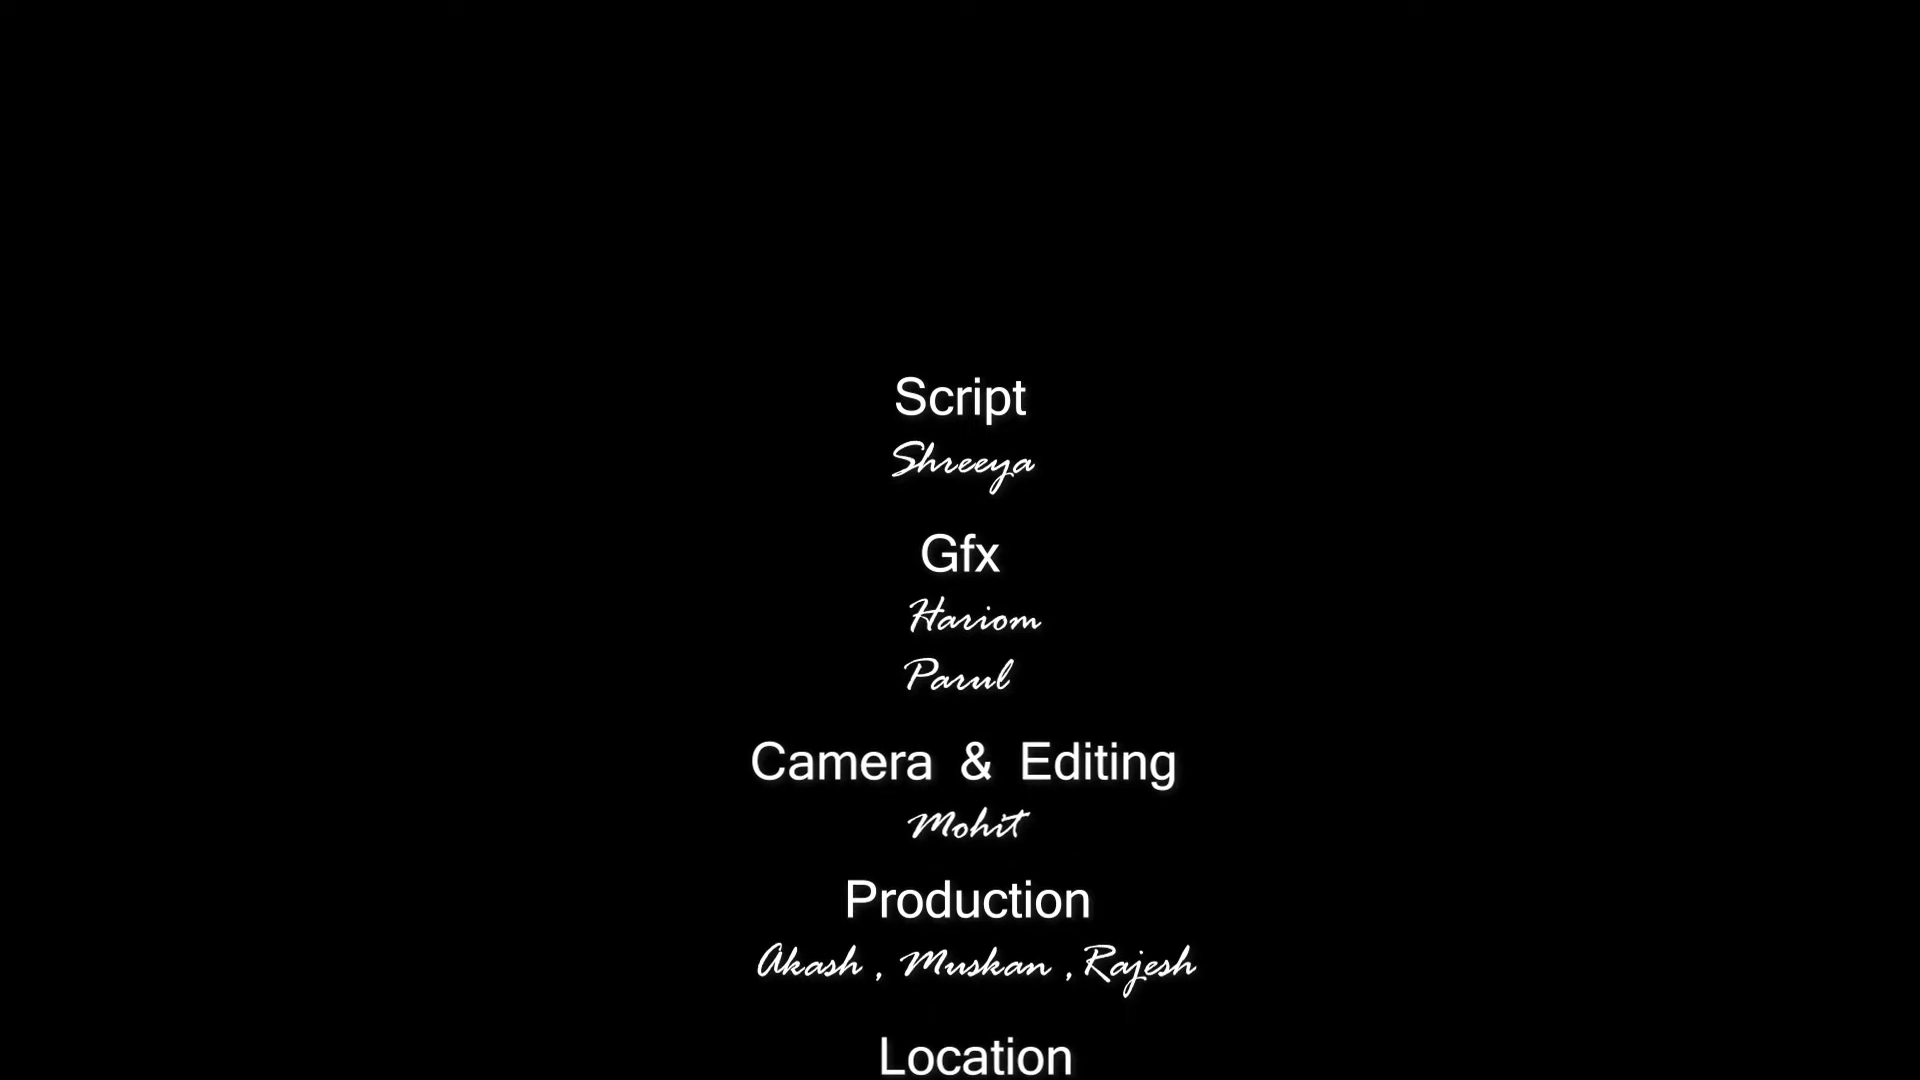 Script
Shreeya
Gfx
Hariom
Parul
Camera & Editing
Mohit
Production
Akash , Muskan ,Rajesh
Location